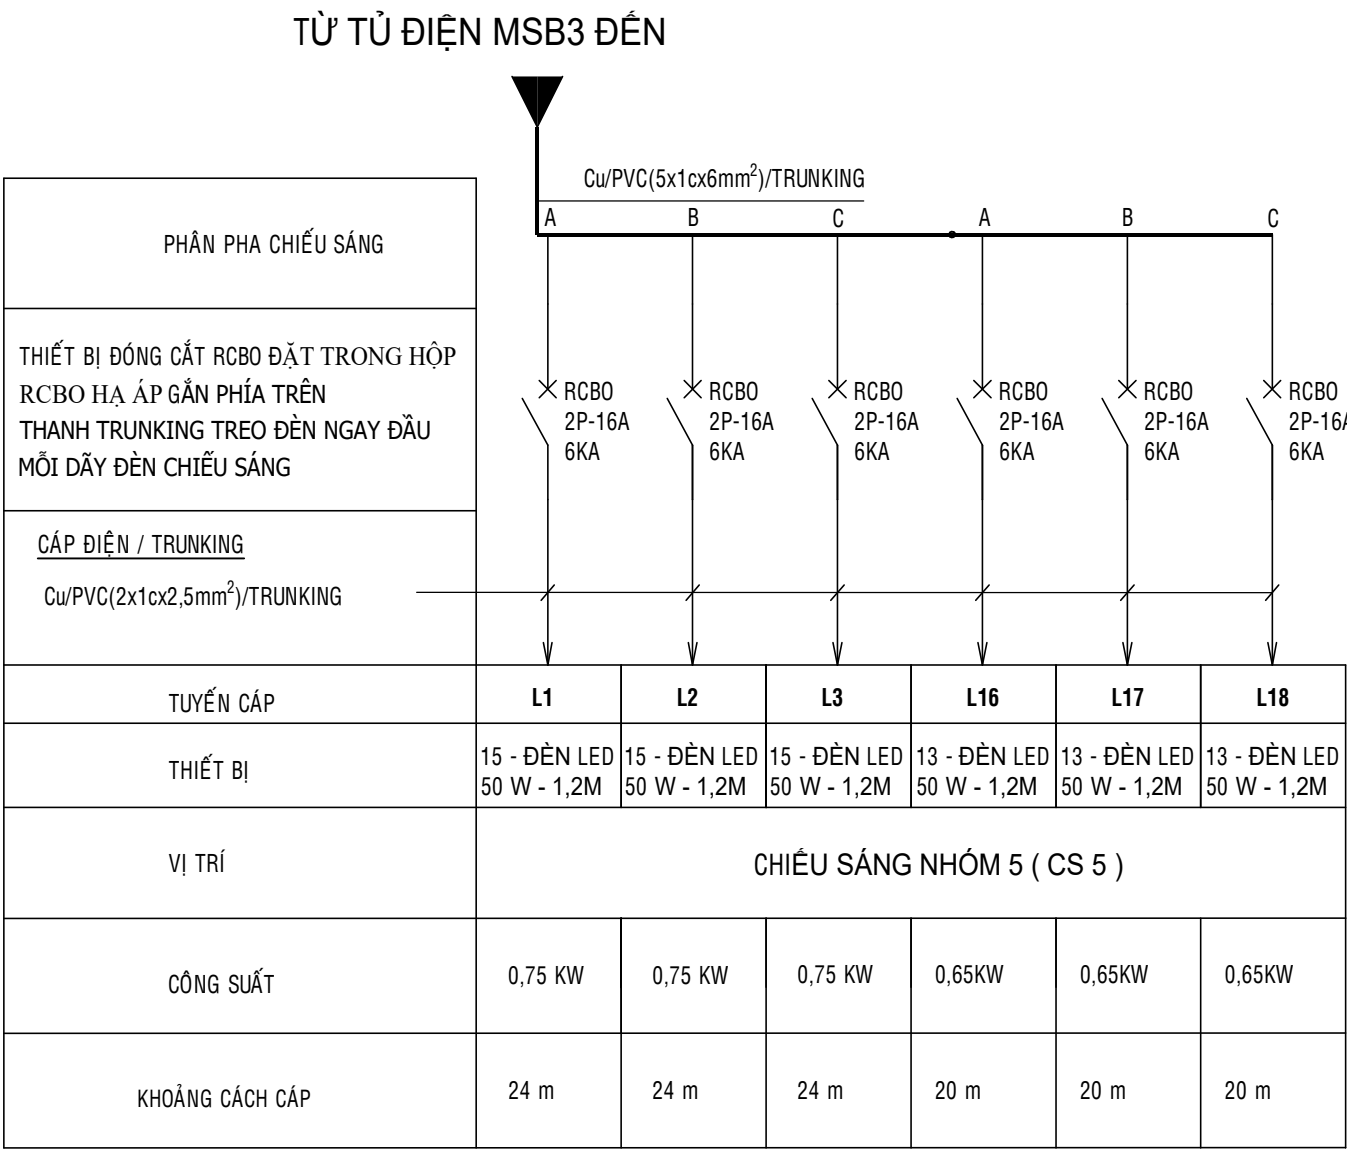 TỪ TỦ ĐIỆN MSB3 ĐẾN
Cu/PVC(5x1cx6mm²)/TRUNKING
A B C A B C
PHÂN PHA CHIẾU SÁNG
THIẾT BỊ ĐÓNG CẮT RCBO ĐẶT TRONG HỘP
RCBO HẠ ÁP GẮN PHÍA TRÊN
THANH TRUNKING TREO ĐÈN NGAY ĐẦU
MỖI DÃY ĐÈN CHIẾU SÁNG
RCBO RCBO RCBO RCBO RCBO RCBO
2P-16A 2P-16A 2P-16A 2P-16A 2P-16A 2P-16A
6KA 6KA 6KA 6KA 6KA 6KA
CÁP ĐIỆN / TRUNKING
Cu/PVC(2x1cx2,5mm²)/TRUNKING
TUYẾN CÁP L1 L2 L3 L16 L17 L18
THIẾT BỊ
15 - ĐÈN LED 15 - ĐÈN LED 15 - ĐÈN LED 13 - ĐÈN LED 13 - ĐÈN LED 13 - ĐÈN LED
50 W - 1,2M 50 W - 1,2M 50 W - 1,2M 50 W - 1,2M 50 W - 1,2M 50 W - 1,2M
VỊ TRÍ CHIẾU SÁNG NHÓM 5 ( CS 5 )
CÔNG SUẤT 0,75 KW 0,75 KW 0,75 KW 0,65KW 0,65KW 0,65KW
KHOẢNG CÁCH CÁP 24 m 24 m 24 m 20 m 20 m 20 m